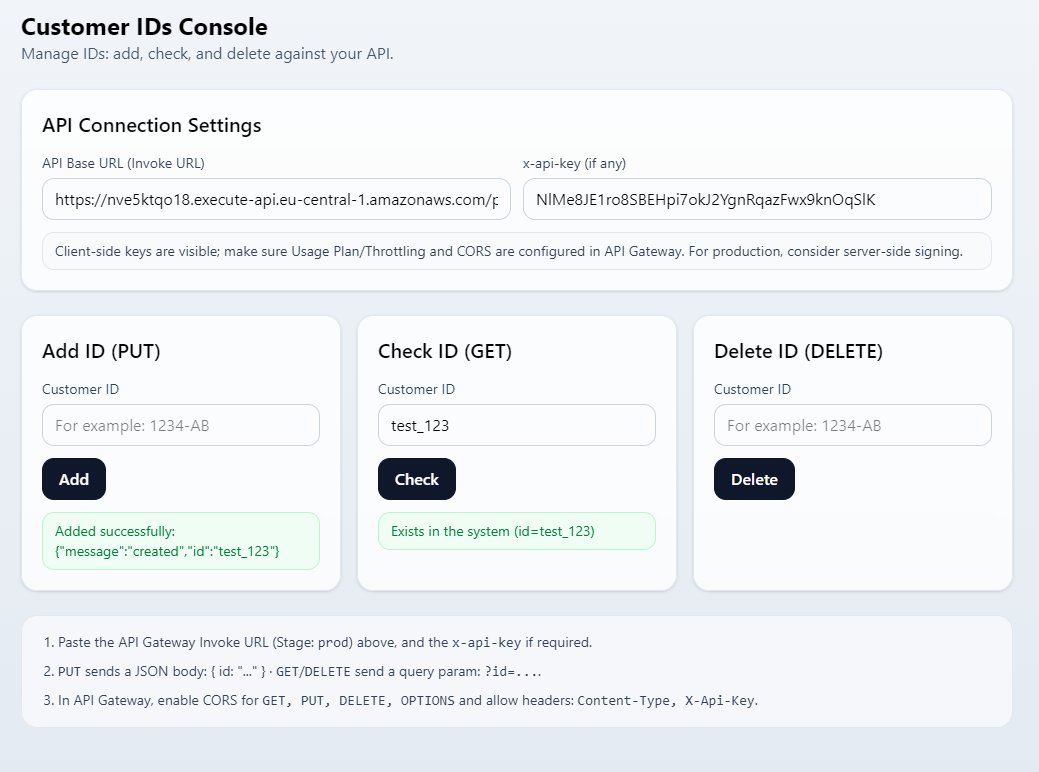 Customer IDs Console
Manage IDs: add, check, and delete against your API.
API Connection Settings
API Base URL (Invoke URL)
x-api-key (if any)
https://nve5ktqo18.execute-api.eu-central-1.amazonaws.com/p
NlMe8JE1ro8SBEHpi7okJ2YgnRqazFwx9knOqSlK
Client-side keys are visible; make sure Usage Plan/Throttling and CORS are configured in API Gateway. For production, consider server-side signing.
Add ID (PUT)
Customer ID
For example: 1234-AB
Add
Added successfully:
{"message":"created","id":"test_123"}
Check ID (GET)
Customer ID
test_123
Check
Exists in the system (id=test_123)
Delete ID (DELETE)
Customer ID
For example: 1234-AB
Delete
1. Paste the API Gateway Invoke URL (Stage: prod) above, and the x-api-key if required.
2. PUT sends a JSON body: { id: "..." } · GET/DELETE send a query param: ?id=....
3. In API Gateway, enable CORS for GET, PUT, DELETE, OPTIONS and allow headers: Content-Type, X-Api-Key.